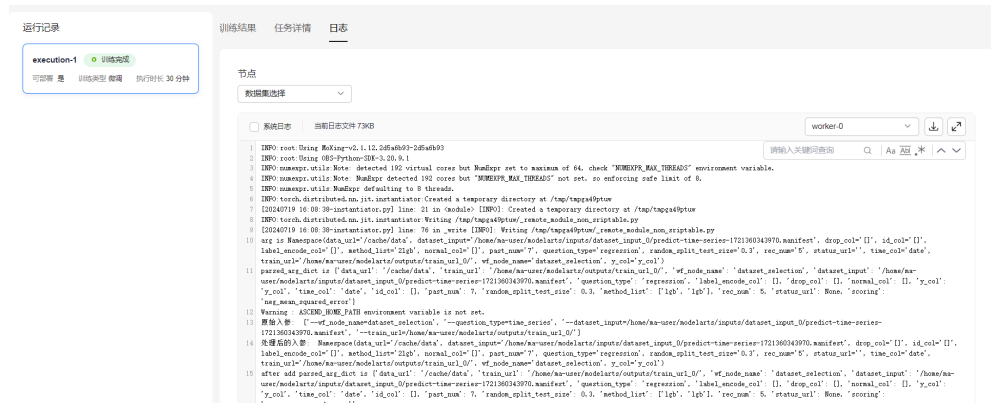 运行记录
训练结果 任务详情 日志
execution-1 训练完成
可部署 是 训练类型 微调 执行时长 30 分钟
节点
数据集选择
系统日志 当前日志文件 73KB worker-0
请输入关键词查询 Aa Ab .*
1 INFO:root:Using MoXing-v2.1.12.2d5a6b93-2d5a6b93
2 INFO:root:Using OBS-Python-SDK-3.20.9.1
3 INFO:numexpr.utils:Note: detected 192 virtual cores but NumExpr set to maximum of 64, check "NUMEXPR_MAX_THREADS" environment variable.
4 INFO:numexpr.utils:Note: NumExpr detected 192 cores but "NUMEXPR_MAX_THREADS" not set, so enforcing safe limit of 8.
5 INFO:numexpr.utils:NumExpr defaulting to 8 threads.
6 INFO:torch.distributed.nn.jit.instantiator:Created a temporary directory at /tmp/tmpga49ptuw
7 [20240719 16:08:38-instantiator.py] line: 21 in <module> [INFO]: Created a temporary directory at /tmp/tmpga49ptuw
8 INFO:torch.distributed.nn.jit.instantiator:Writing /tmp/tmpga49ptuw/_remote_module_non_sriptable.py
9 [20240719 16:08:38-instantiator.py] line: 76 in _write [INFO]: Writing /tmp/tmpga49ptuw/_remote_module_non_sriptable.py
10 arg is Namespace(data_url='/cache/data', dataset_input='/home/ma-user/modelarts/inputs/dataset_input_0/predict-time-series-1721360343970.manifest', drop_col='[]', id_col='[]',
label_encode_col='[]', method_list='2lgb', normal_col='[]', past_num='7', question_type='regression', random_split_test_size='0.3', rec_num='5', status_url='', time_col='date',
train_url='/home/ma-user/modelarts/outputs/train_url_0/', wf_node_name='dataset_selection', y_col='y_col')
11 parsed_arg_dict is {'data_url': '/cache/data', 'train_url': '/home/ma-user/modelarts/outputs/train_url_0/', 'wf_node_name': 'dataset_selection', 'dataset_input': '/home/ma-
user/modelarts/inputs/dataset_input_0/predict-time-series-1721360343970.manifest', 'question_type': 'regression', 'label_encode_col': [], 'drop_col': [], 'normal_col': [], 'y_col':
'y_col', 'time_col': 'date', 'id_col': [], 'past_num': 7, 'random_split_test_size': 0.3, 'method_list': ['lgb', 'lgb'], 'rec_num': 5, 'status_url': None, 'scoring':
'neg_mean_squared_error'}
12 Warning : ASCEND_HOME_PATH environment variable is not set.
13 原始入参: ['--wf_node_name=dataset_selection', '--question_type=time_series', '--dataset_input=/home/ma-user/modelarts/inputs/dataset_input_0/predict-time-series-
1721360343970.manifest', '--train_url=/home/ma-user/modelarts/outputs/train_url_0/']
14 处理后的入参: Namespace(data_url='/cache/data', dataset_input='/home/ma-user/modelarts/inputs/dataset_input_0/predict-time-series-1721360343970.manifest', drop_col='[]', id_col='[]',
label_encode_col='[]', method_list='2lgb', normal_col='[]', past_num='7', question_type='regression', random_split_test_size='0.3', rec_num='5', status_url='', time_col='date',
train_url='/home/ma-user/modelarts/outputs/train_url_0/', wf_node_name='dataset_selection', y_col='y_col')
15 after add parsed_arg_dict is {'data_url': '/cache/data', 'train_url': '/home/ma-user/modelarts/outputs/train_url_0/', 'wf_node_name': 'dataset_selection', 'dataset_input': '/home/ma-
user/modelarts/inputs/dataset_input_0/predict-time-series-1721360343970.manifest', 'question_type': 'regression', 'label_encode_col': [], 'drop_col': [], 'normal_col': [], 'y_col':
'y_col', 'time_col': 'date', 'id_col': [], 'past_num': 7, 'random_split_test_size': 0.3, 'method_list': ['lgb', 'lgb'], 'rec_num': 5, 'status_url': None, 'scoring':